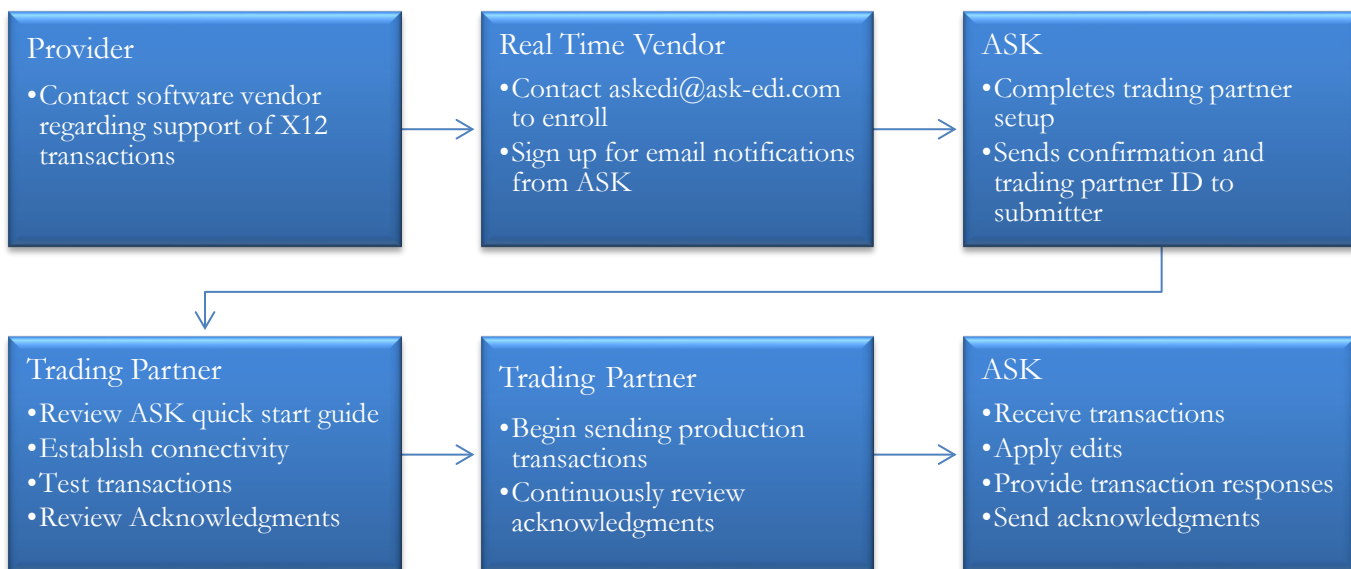 Provider
•Contact software vendor
regarding support of X12
transactions
Real Time Vendor
•Contact askedi@ask-edi.com
to enroll
•Sign up for email notifications
from ASK
ASK
•Completes trading partner
setup
•Sends confirmation and
trading partner ID to
submitter
Trading Partner
•Review ASK quick start guide
•Establish connectivity
•Test transactions
•Review Acknowledgments
Trading Partner
•Begin sending production
transactions
•Continuously review
acknowledgments
ASK
•Receive transactions
•Apply edits
•Provide transaction responses
•Send acknowledgments